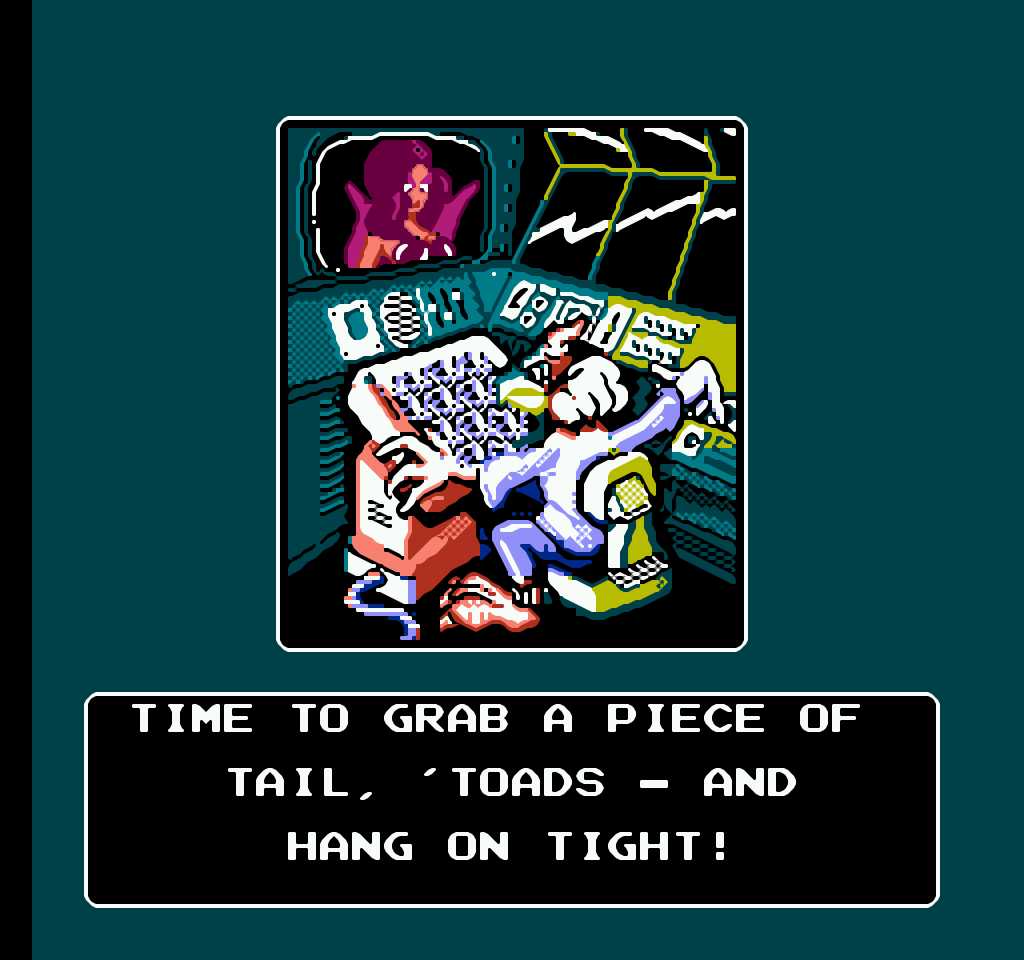 TIME TO GRAB A PIECE OF
TAIL, ´TOADS – AND
HANG ON TIGHT!